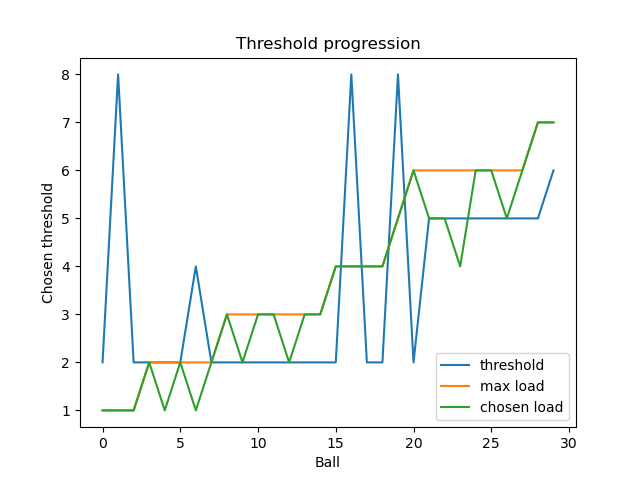 Threshold progression
Chosen threshold
8
7
6
5
4
3
2
1
threshold
max load
chosen load
0 5 10 15 20 25 30
Ball